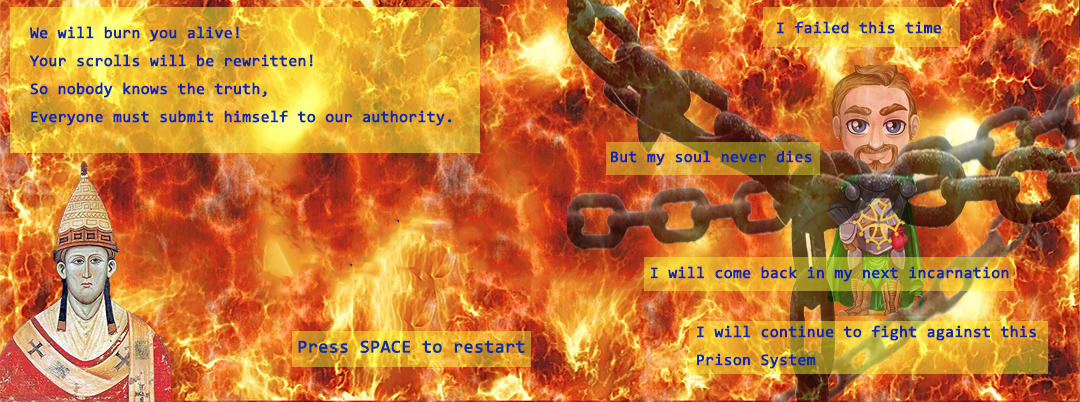 We will burn you alive!
Your scrolls will be rewritten!
So nobody knows the truth,
Everyone must submit himself to our authority.
I failed this time
But my soul never dies
I will come back in my next incarnation
I will continue to fight against this
Prison System
Press SPACE to restart